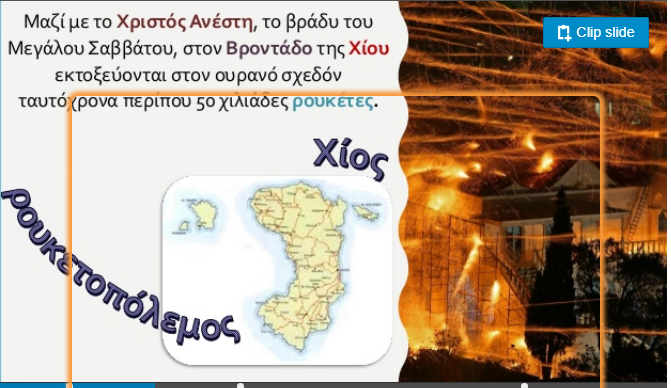 Μαζί με το Χριστός Ανέστη, το βράδυ του
Μεγάλου Σαββάτου, στον Βροντάδο της Χίου
εκτοξεύονται στον ουρανό σχεδόν
ταυτόχρονα περίπου 50 χιλιάδες ρουκέτες.
Clip slide
Χίος
ρουκετοπόλεμος